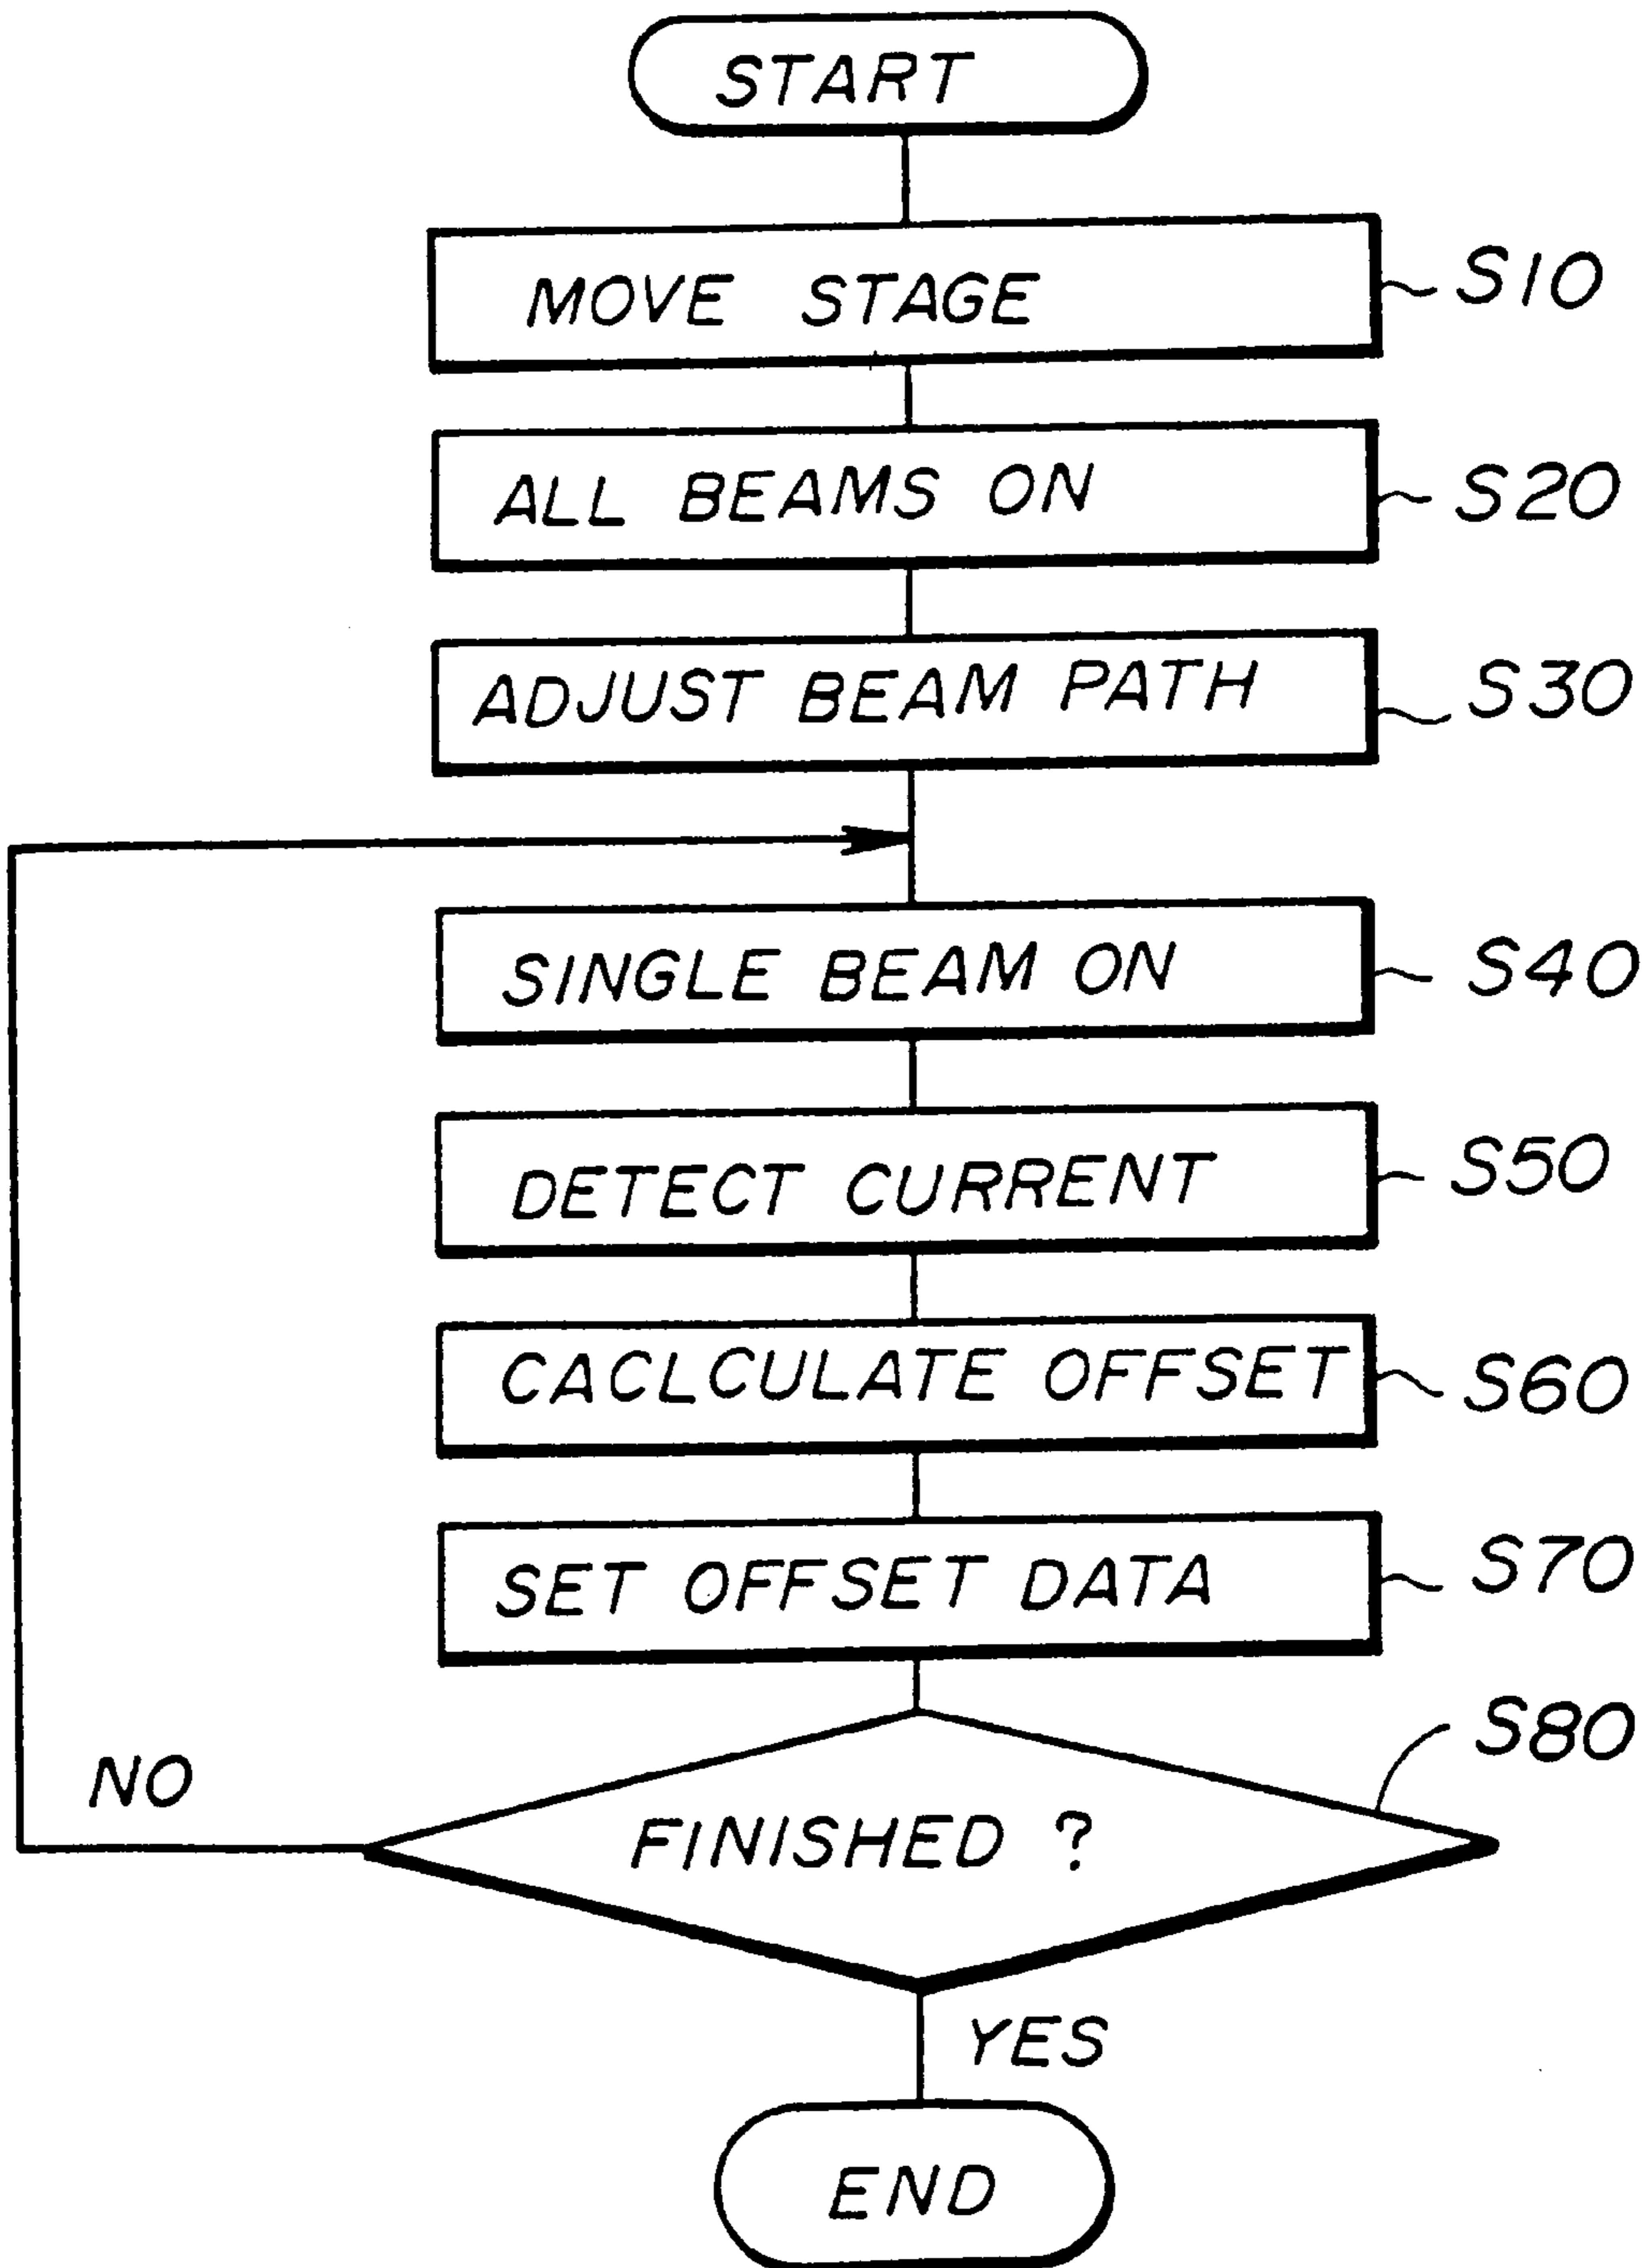 START
MOVE STAGE
S10
ALL BEAMS ON
S20
ADJUST BEAM PATH
S30
SINGLE BEAM ON
S40
DETECT CURRENT
S50
CACLCULATE OFFSET
S60
SET OFFSET DATA
S70
S80
NO
FINISHED ?
YES
END